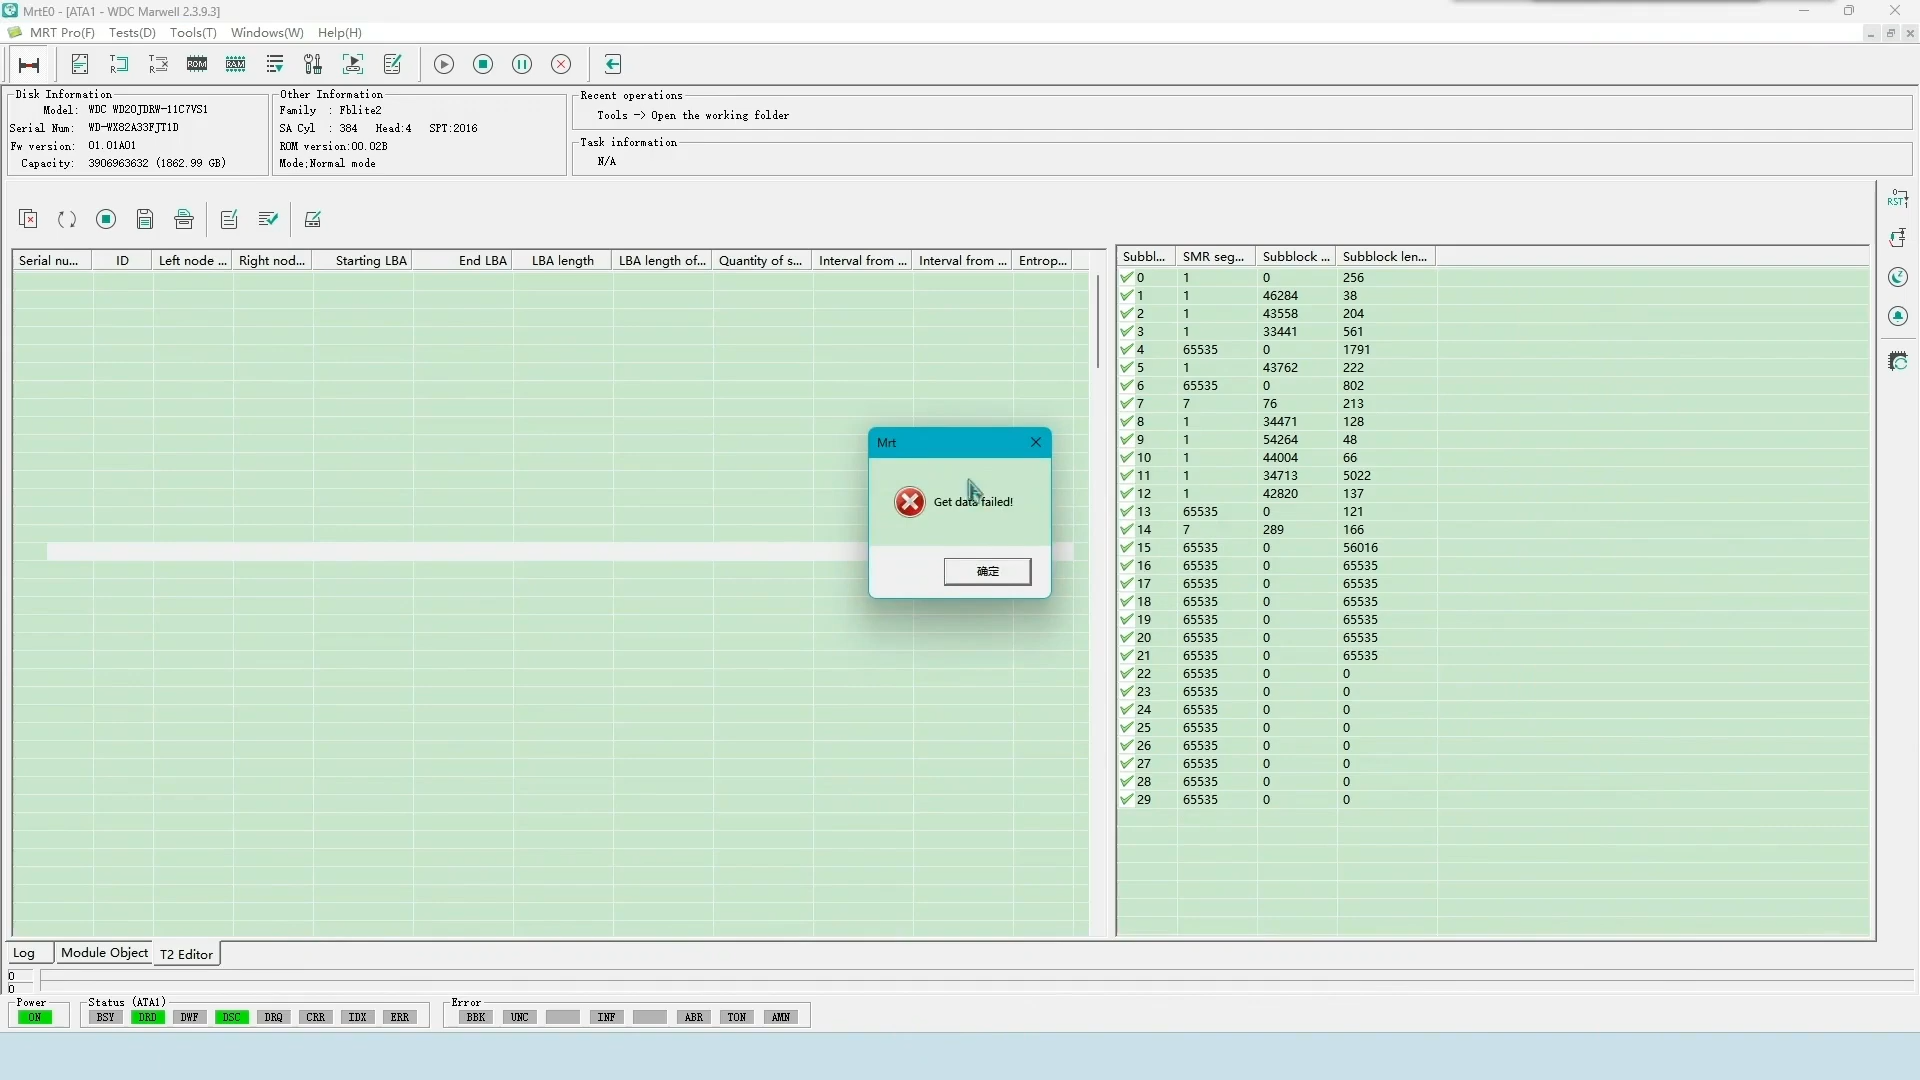 MrtE0 - [ATA1 - WDC Marwell 2.3.9.3]
MRT Pro(F) Tests(D) Tools(T) Windows(W) Help(H)
ROM RAM
Disk Information
Model: WDC WD20JDRW-11C7VS1
Serial Num: WD-WX82A33FJT1D
Fw version: 01.01A01
Capacity: 3906963632 (1862.99 GB)
Other Information
Family : Fblite2
SA Cyl : 384 Head:4 SPT:2016
ROM version:00.02B
Mode:Normal mode
Recent operations
Tools -> Open the working folder
Task information
N/A
RST
Serial nu... ID Left node ... Right nod... Starting LBA End LBA LBA length LBA length of... Quantity of s... Interval from ... Interval from ... Entrop...
Subbl... SMR seg... Subblock ... Subblock len...
0 1 0 256
1 1 46284 38
2 1 43558 204
3 1 33441 561
4 65535 0 1791
5 1 43762 222
6 65535 0 802
7 7 76 213
8 1 34471 128
9 1 54264 48
10 1 44004 66
11 1 34713 5022
12 1 42820 137
13 65535 0 121
14 7 289 166
15 65535 0 56016
16 65535 0 65535
17 65535 0 65535
18 65535 0 65535
19 65535 0 65535
20 65535 0 65535
21 65535 0 65535
22 65535 0 0
23 65535 0 0
24 65535 0 0
25 65535 0 0
26 65535 0 0
27 65535 0 0
28 65535 0 0
29 65535 0 0
Mrt
Get data failed!
确定
Log Module Object T2 Editor
0
0
Power
ON
Status (ATA1)
BSY DRD DWF DSC DRQ CRR IDX ERR
Error
BBK UNC INF ABR TON AMN